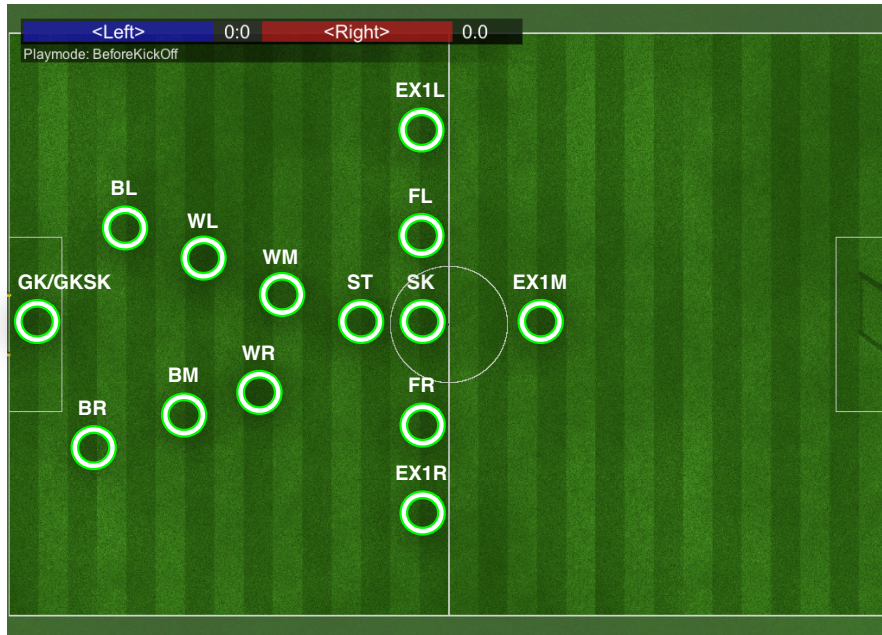 <Left> 0:0 <Right> 0.0
Playmode: BeforeKickOff
EX1L
BL
FL
WL
WM
GK/GKSK
ST
SK
EX1M
WR
BM
FR
BR
EX1R